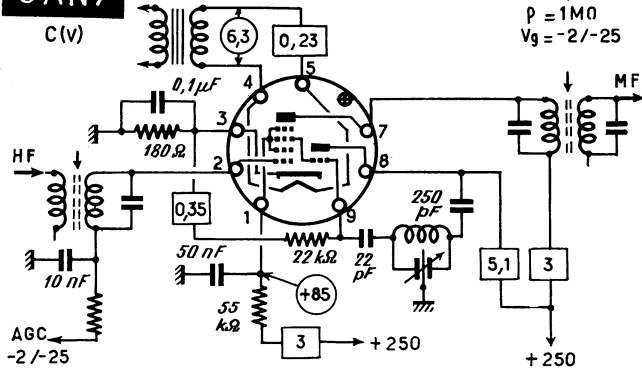 C(V)
ρ = 1MΩ
Vg = -2/-25
6,3
0,23
5
4
0,1µF
3
180Ω
7
MF
HF
2
8
1
9
0,35
250
pF
10 nF
50 nF
22 kΩ
22
pF
5,1
3
+85
55
kΩ
3
+250
AGC
-2/-25
+250